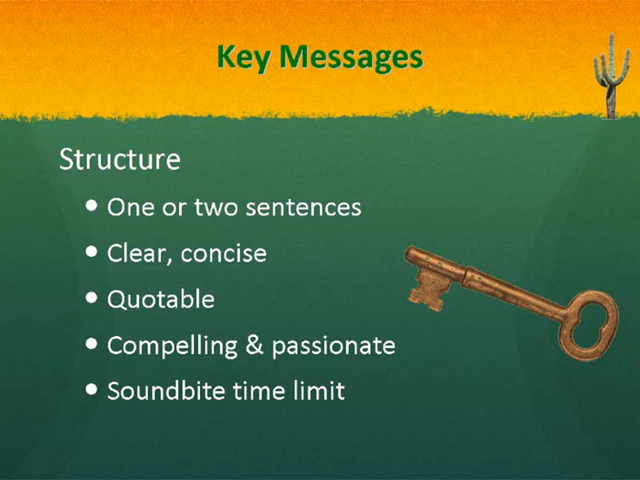 Key Messages
Structure
• One or two sentences
• Clear, concise
• Quotable
• Compelling & passionate
• Soundbite time limit